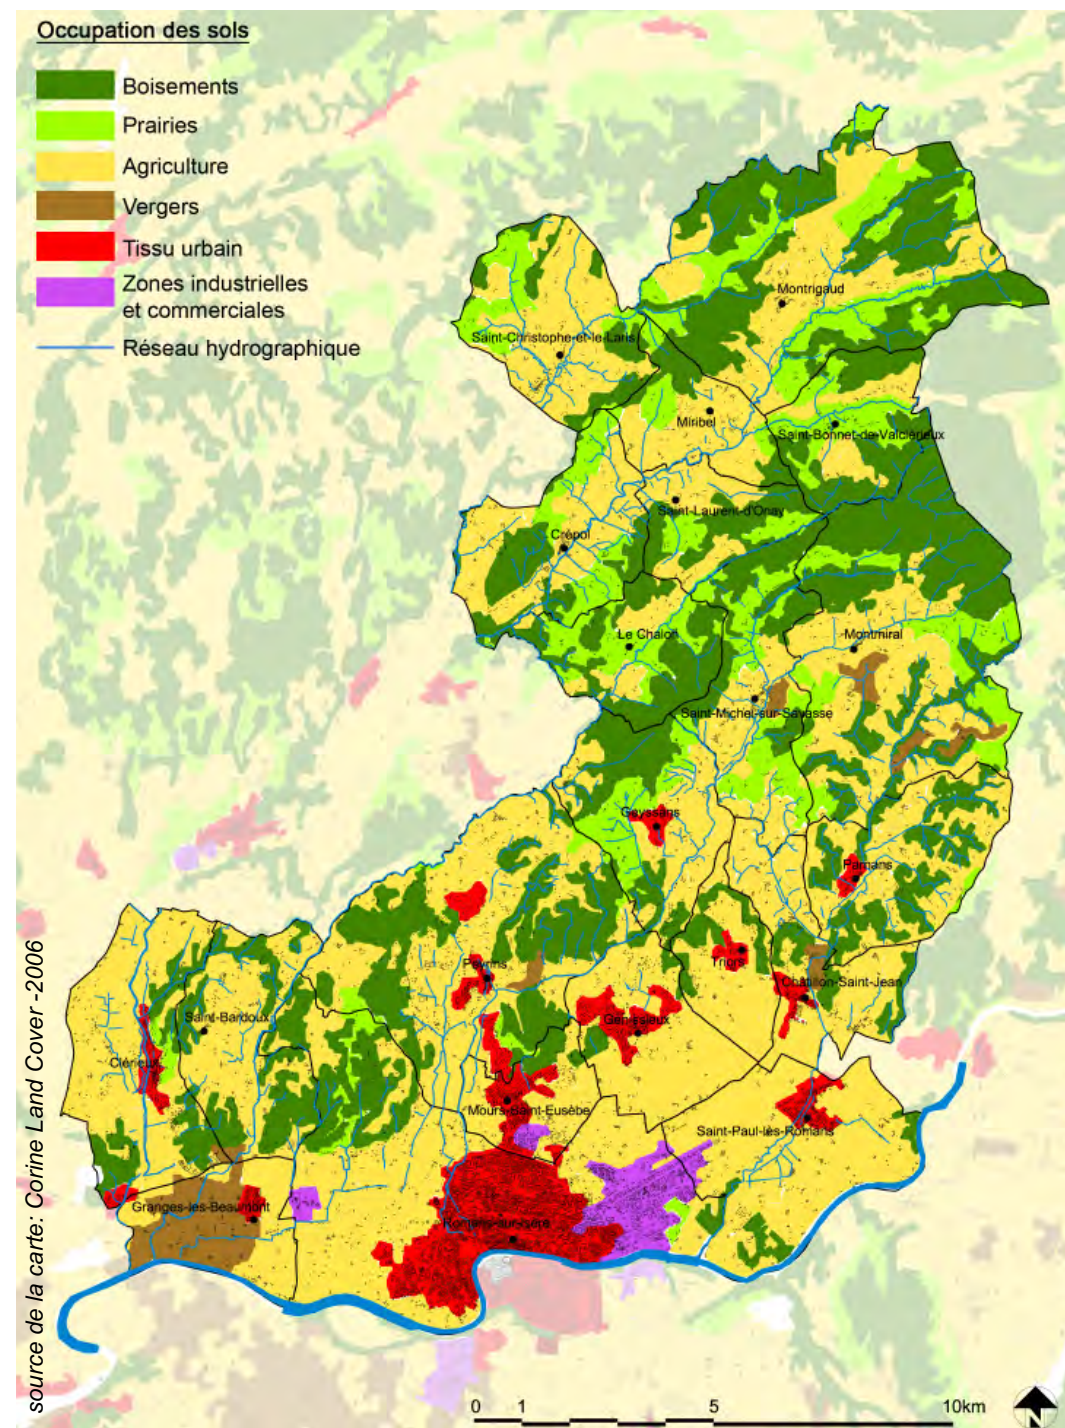 Occupation des sols
Boisements
Prairies
Agriculture
Vergers
Tissu urbain
Zones industrielles
et commerciales
Réseau hydrographique
Montrigaud
Saint-Christophe-et-le-Laris
Miribel
Saint-Bonnet-de-Valclérieux
Saint-Laurent-d'Onay
Crépol
Le Chalon
Montmiral
Saint-Michel-sur-Savasse
Geyssans
Parnans
Peyrins
Triors
Châtillon-Saint-Jean
Saint-Bardoux
Génissieux
Clérieux
Mours-Saint-Eusèbe
Saint-Paul-lès-Romans
Granges-les-Beaumont
Romans-sur-Isère
source de la carte: Corine Land Cover -2006
0 1 5 10km
N